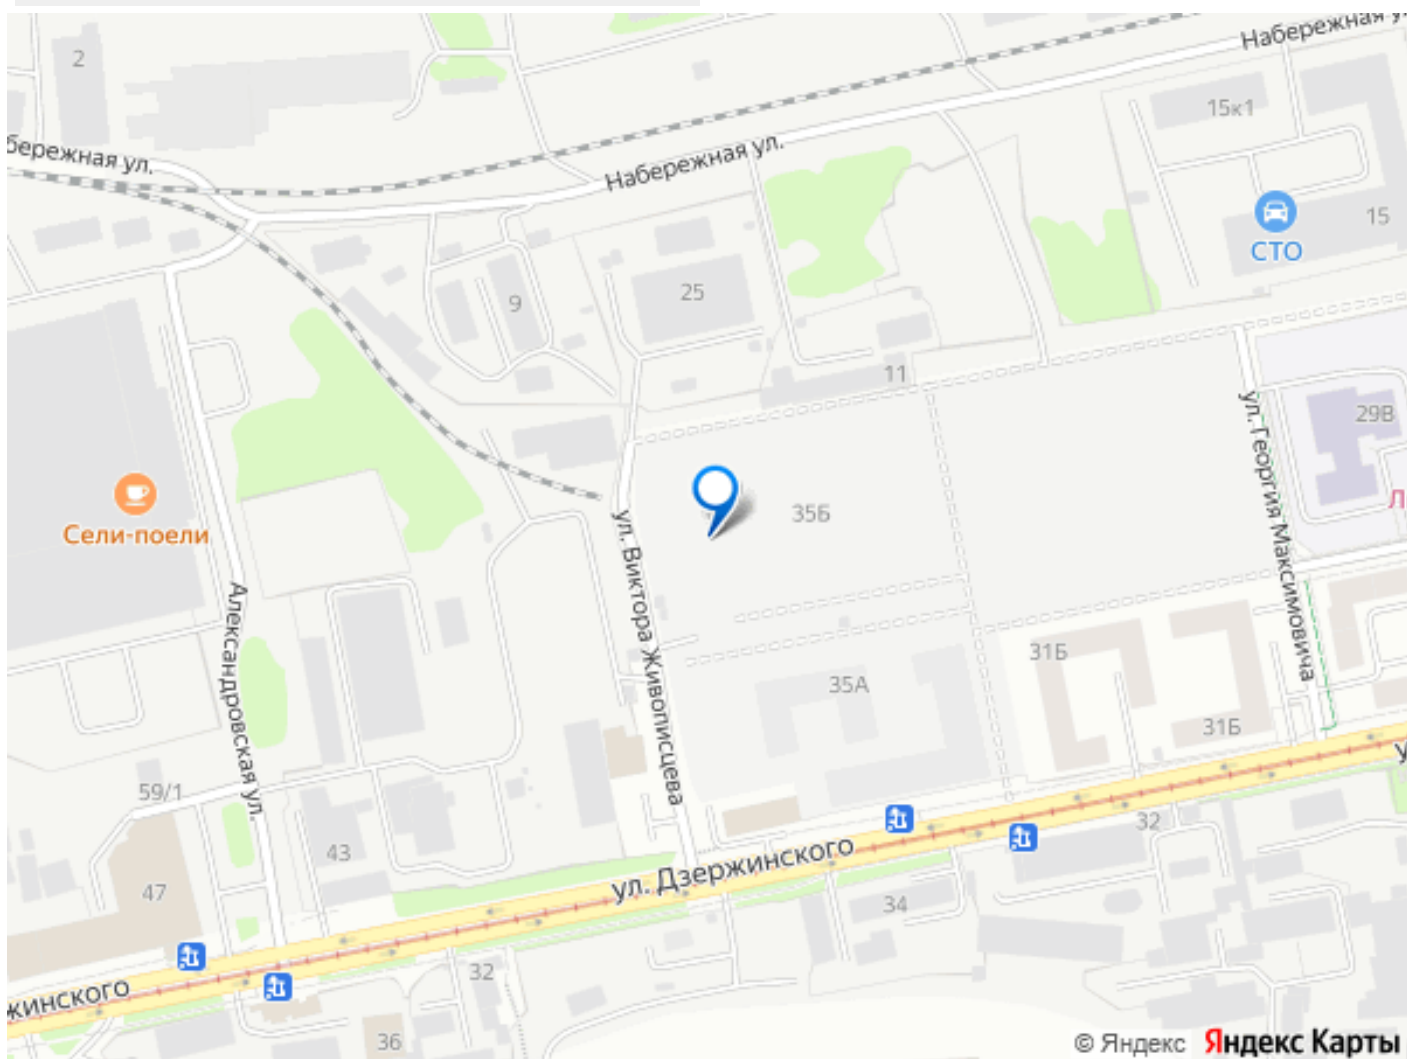 Набережная у
2
15к1
бережная ул.
Набережная ул.
15
СТО
25
9
11
ул. Георгия Максимовича
29В
Л
35Б
Сели-поели
ул. Виктора Живописцева
Александровская ул.
31Б
35А
31Б
у
59/1
32
43
ул. Дзержинского
47
34
32
жинского
36
© Яндекс Яндекс Карты